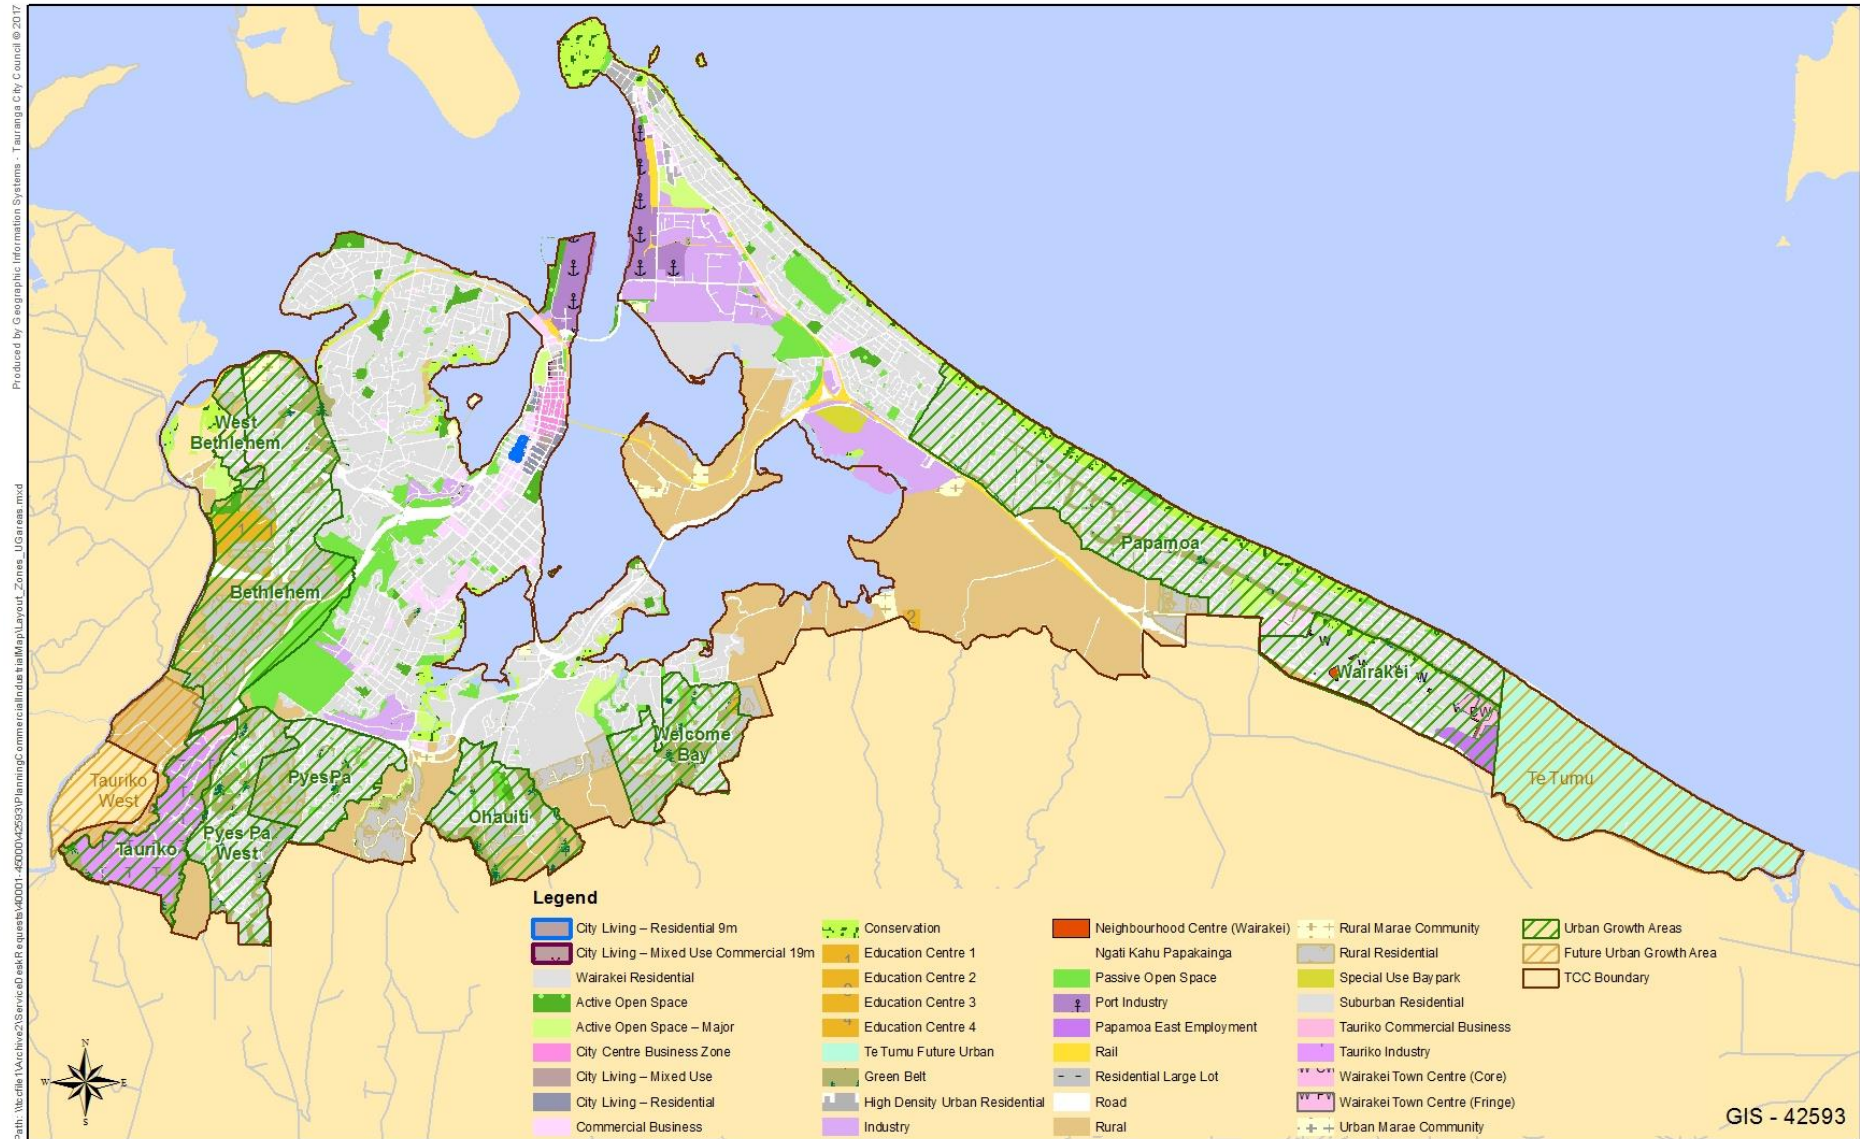 Produced by Geographic Information Systems - Tauranga City Council © 2017
West
Bethlehem
Bethlehem
Papamoa
W
Wairakei
W
Te Tumu
Tauriko
West
Pyes Pa
Welcome
Bay
Ohauiti
Pyes Pa
West
Tauriko
1
2
Legend
City Living – Residential 9m
City Living – Mixed Use Commercial 19m
Wairakei Residential
Active Open Space
Active Open Space – Major
City Centre Business Zone
City Living – Mixed Use
City Living – Residential
Commercial Business
Conservation
Education Centre 1
Education Centre 2
Education Centre 3
Education Centre 4
Te Tumu Future Urban
Green Belt
High Density Urban Residential
Industry
Neighbourhood Centre (Wairakei)
Ngati Kahu Papakainga
Passive Open Space
Port Industry
Papamoa East Employment
Rail
Residential Large Lot
Road
Rural
Rural Marae Community
Rural Residential
Special Use Baypark
Suburban Residential
Tauriko Commercial Business
Tauriko Industry
Wairakei Town Centre (Core)
Wairakei Town Centre (Fringe)
Urban Marae Community
Urban Growth Areas
Future Urban Growth Area
TCC Boundary
N
W
E
S
GIS - 42593